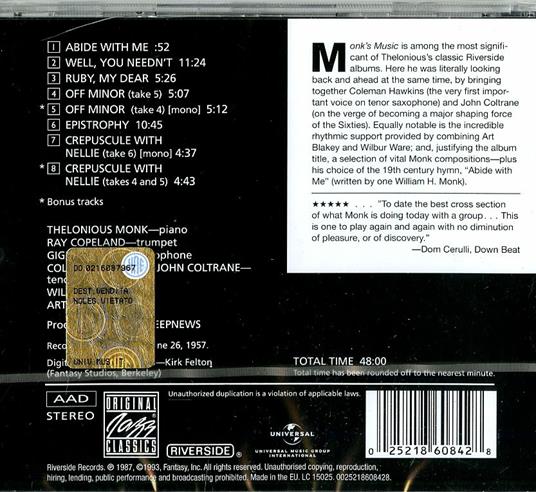 1 ABIDE WITH ME :52
2 WELL, YOU NEEDN'T 11:24
3 RUBY, MY DEAR 5:26
4 OFF MINOR (take 5) 5:07
* 5 OFF MINOR (take 4) [mono] 5:12
6 EPISTROPHY 10:45
7 CREPUSCULE WITH
NELLIE (take 6) [mono] 4:37
* 8 CREPUSCULE WITH
NELLIE (takes 4 and 5) 4:43
* Bonus tracks
THELONIOUS MONK—piano
RAY COPELAND—trumpet
JOHN COLTRANE—
EEPNEWS
ne 26, 1957.
—Kirk Felton
(Fantasy Studios, Berkeley)
DO.0216087967
DEST.VENDITA
NOLEG.VIETATO
UNIV.MUS
Monk's Music is among the most signifi-
cant of Thelonious's classic Riverside
albums. Here he was literally looking
back and ahead at the same time, by bringing
together Coleman Hawkins (the very first impor-
tant voice on tenor saxophone) and John Coltrane
(on the verge of becoming a major shaping force
of the Sixties). Equally notable is the incredible
rhythmic support provided by combining Art
Blakey and Wilbur Ware; and, justifying the album
title, a selection of vital Monk compositions—plus
his choice of the 19th century hymn, "Abide with
Me" (written by one William H. Monk).
★★★★★ . . . "To date the best cross section
of what Monk is doing today with a group . . . This
is one to play again and again with no diminution
of pleasure, or of discovery."
—Dom Cerulli, Down Beat
TOTAL TIME 48:00
Total time has been rounded off to the nearest minute.
AAD
STEREO
ORIGINAL
Jazz
CLASSICS
Unauthorized duplication is a violation of applicable laws.
RIVERSIDE
UNIVERSAL
UNIVERSAL MUSIC GROUP
INTERNATIONAL
0 25218 60842 8
Riverside Records. ℗ 1987, ©1993, Fantasy, Inc. All rights reserved. Unauthorised copying, reproduction,
hiring, lending, public performance and broadcasting prohibited. Made in the EU. LC 15025. 0025218608428.